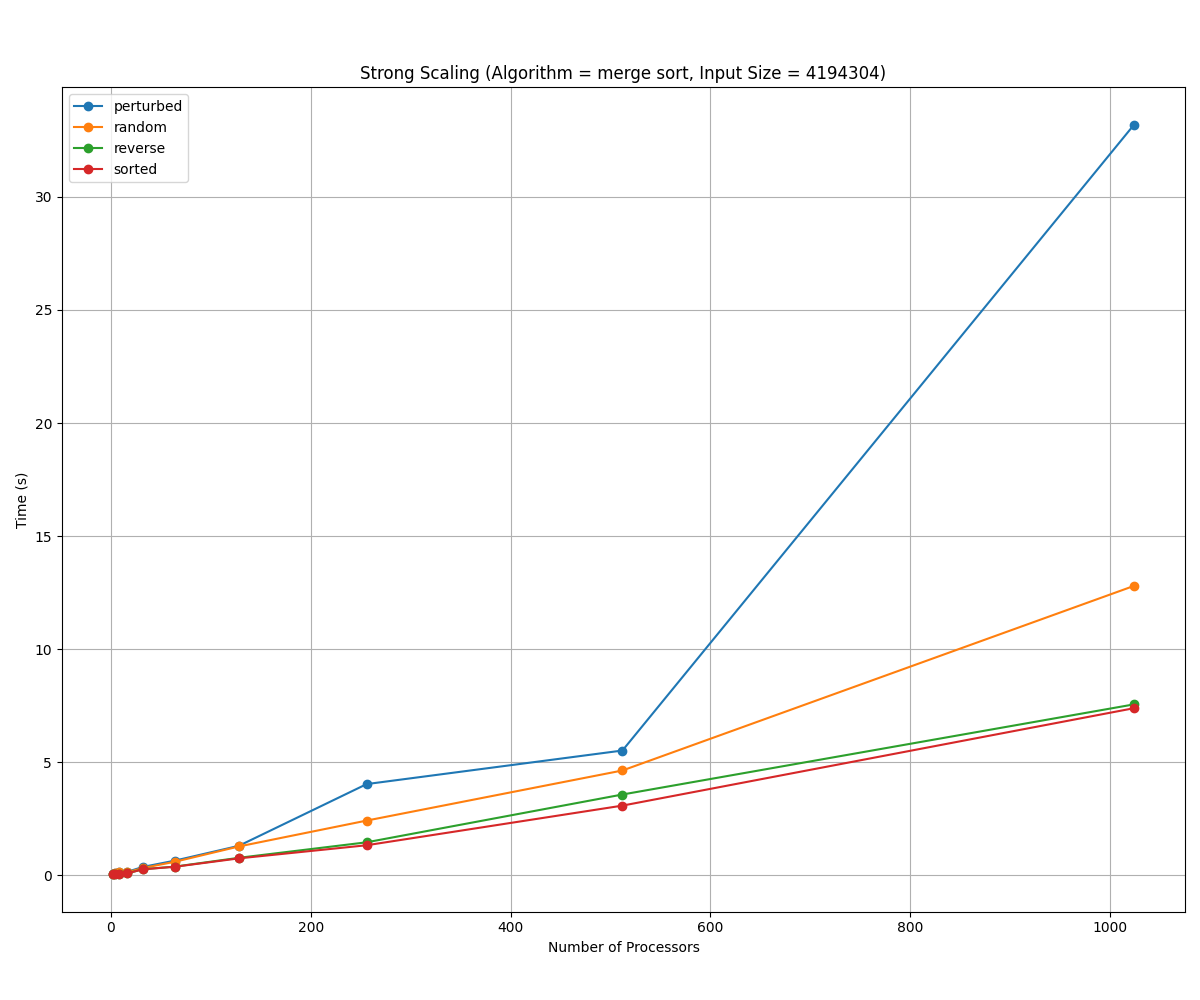 Strong Scaling (Algorithm = merge sort, Input Size = 4194304)
perturbed
random
reverse
sorted
30
25
20
15
10
5
0
Time (s)
0 200 400 600 800 1000
Number of Processors